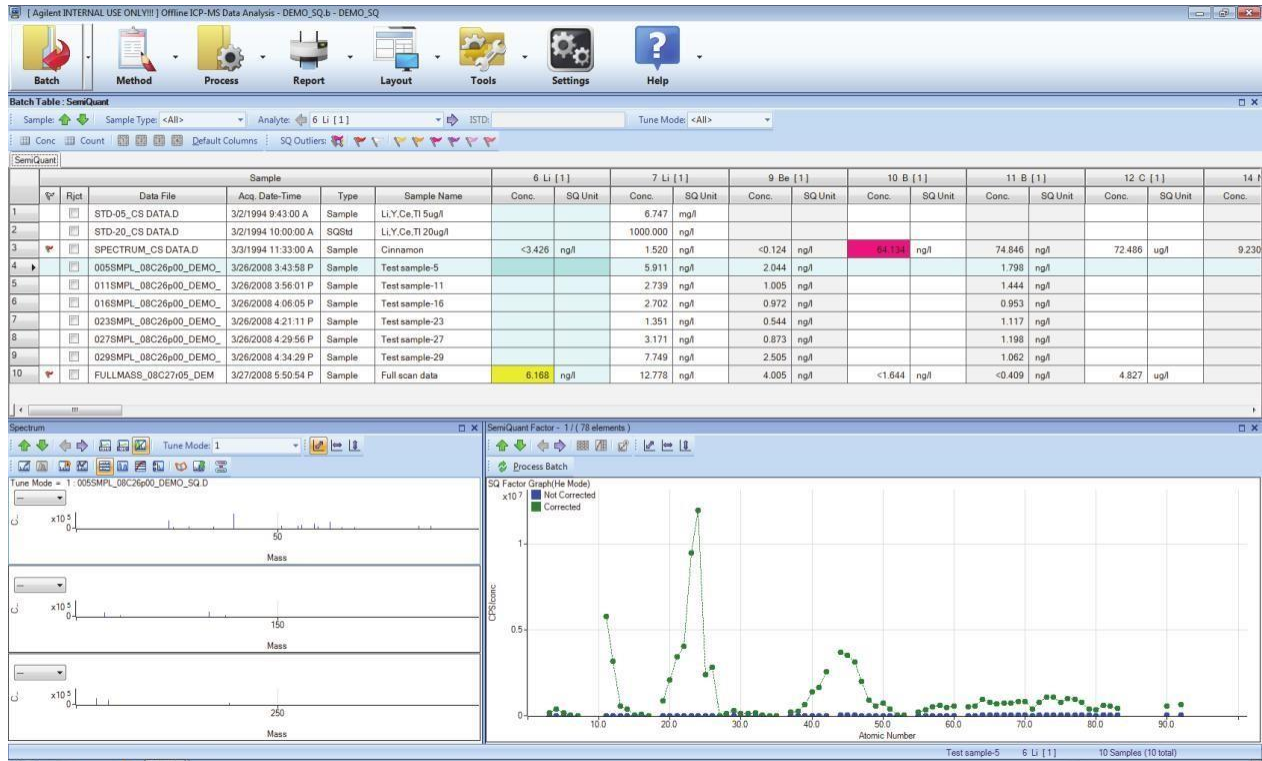 [ Agilent INTERNAL USE ONLY!!! ] Offline ICP-MS Data Analysis - DEMO_SQ.b - DEMO_SQ
Batch Method Process Report Layout Tools Settings Help
Batch Table : SemiQuant
Sample: Sample Type: <All> Analyte: 6 Li [ 1 ] ISTD: Tune Mode: <All>
Conc Count Default Columns SQ Outliers:
SemiQuant
Sample 6 Li [ 1 ] 7 Li [ 1 ] 9 Be [ 1 ] 10 B [ 1 ] 11 B [ 1 ] 12 C [ 1 ] 14 N
Rjct Data File Acq. Date-Time Type Sample Name Conc. SQ Unit Conc. SQ Unit Conc. SQ Unit Conc. SQ Unit Conc. SQ Unit Conc. SQ Unit Conc.
1 STD-05_CS DATA.D 3/2/1994 9:43:00 A Sample Li,Y,Ce,Tl 5ug/l 6.747 mg/l
2 STD-20_CS DATA.D 3/2/1994 10:00:00 A SQStd Li,Y,Ce,Tl 20ug/l 1000.000 ng/l
3 SPECTRUM_CS DATA.D 3/3/1994 11:33:00 A Sample Cinnamon <3.426 ng/l 1.520 ng/l <0.124 ng/l 64.134 ng/l 74.846 ng/l 72.486 ug/l 9.230
4 005SMPL_08C26p00_DEMO_ 3/26/2008 3:43:58 P Sample Test sample-5 5.911 ng/l 2.044 ng/l 1.798 ng/l
5 011SMPL_08C26p00_DEMO_ 3/26/2008 3:56:01 P Sample Test sample-11 2.739 ng/l 1.005 ng/l 1.444 ng/l
6 016SMPL_08C26p00_DEMO_ 3/26/2008 4:06:05 P Sample Test sample-16 2.702 ng/l 0.972 ng/l 0.953 ng/l
7 023SMPL_08C26p00_DEMO_ 3/26/2008 4:21:11 P Sample Test sample-23 1.351 ng/l 0.544 ng/l 1.117 ng/l
8 027SMPL_08C26p00_DEMO_ 3/26/2008 4:29:56 P Sample Test sample-27 3.171 ng/l 0.873 ng/l 1.198 ng/l
9 029SMPL_08C26p00_DEMO_ 3/26/2008 4:34:29 P Sample Test sample-29 7.749 ng/l 2.505 ng/l 1.062 ng/l
10 FULLMASS_08C27r05_DEM 3/27/2008 5:50:54 P Sample Full scan data 6.168 ng/l 12.778 ng/l 4.005 ng/l <1.644 ng/l <0.409 ng/l 4.827 ug/l
Spectrum
Tune Mode: 1
Tune Mode = 1 : 005SMPL_08C26p00_DEMO_SQ.D
---
C..
x10 5
0
50
Mass
---
C..
x10 5
0
150
Mass
---
C..
x10 5
0
250
Mass
SemiQuant Factor - 1 / ( 78 elements )
Process Batch
SQ Factor Graph(He Mode)
x10 7 Not Corrected
Corrected
1
CPS/conc
0.5
0
10.0 20.0 30.0 40.0 50.0 60.0 70.0 80.0 90.0
Atomic Number
Test sample-5 6 Li [ 1 ] 10 Samples (10 total)